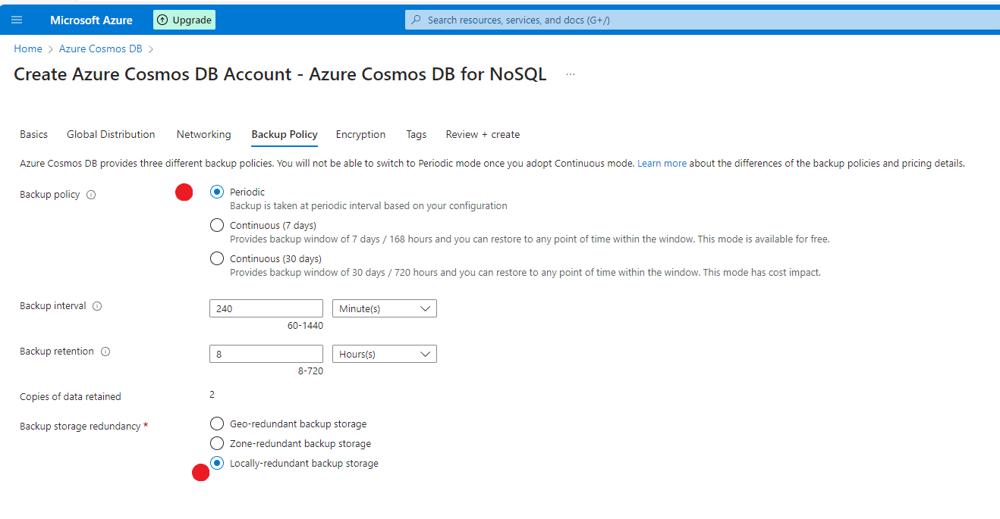 Microsoft Azure Upgrade Search resources, services, and docs (G+/)
Home > Azure Cosmos DB >
Create Azure Cosmos DB Account - Azure Cosmos DB for NoSQL ...
Basics Global Distribution Networking Backup Policy Encryption Tags Review + create
Azure Cosmos DB provides three different backup policies. You will not be able to switch to Periodic mode once you adopt Continuous mode. Learn more about the differences of the backup policies and pricing details.
Backup policy Periodic
Backup is taken at periodic interval based on your configuration
Continuous (7 days)
Provides backup window of 7 days / 168 hours and you can restore to any point of time within the window. This mode is available for free.
Continuous (30 days)
Provides backup window of 30 days / 720 hours and you can restore to any point of time within the window. This mode has cost impact.
Backup interval 240 Minute(s)
60-1440
Backup retention 8 Hours(s)
8-720
Copies of data retained 2
Backup storage redundancy * Geo-redundant backup storage
Zone-redundant backup storage
Locally-redundant backup storage